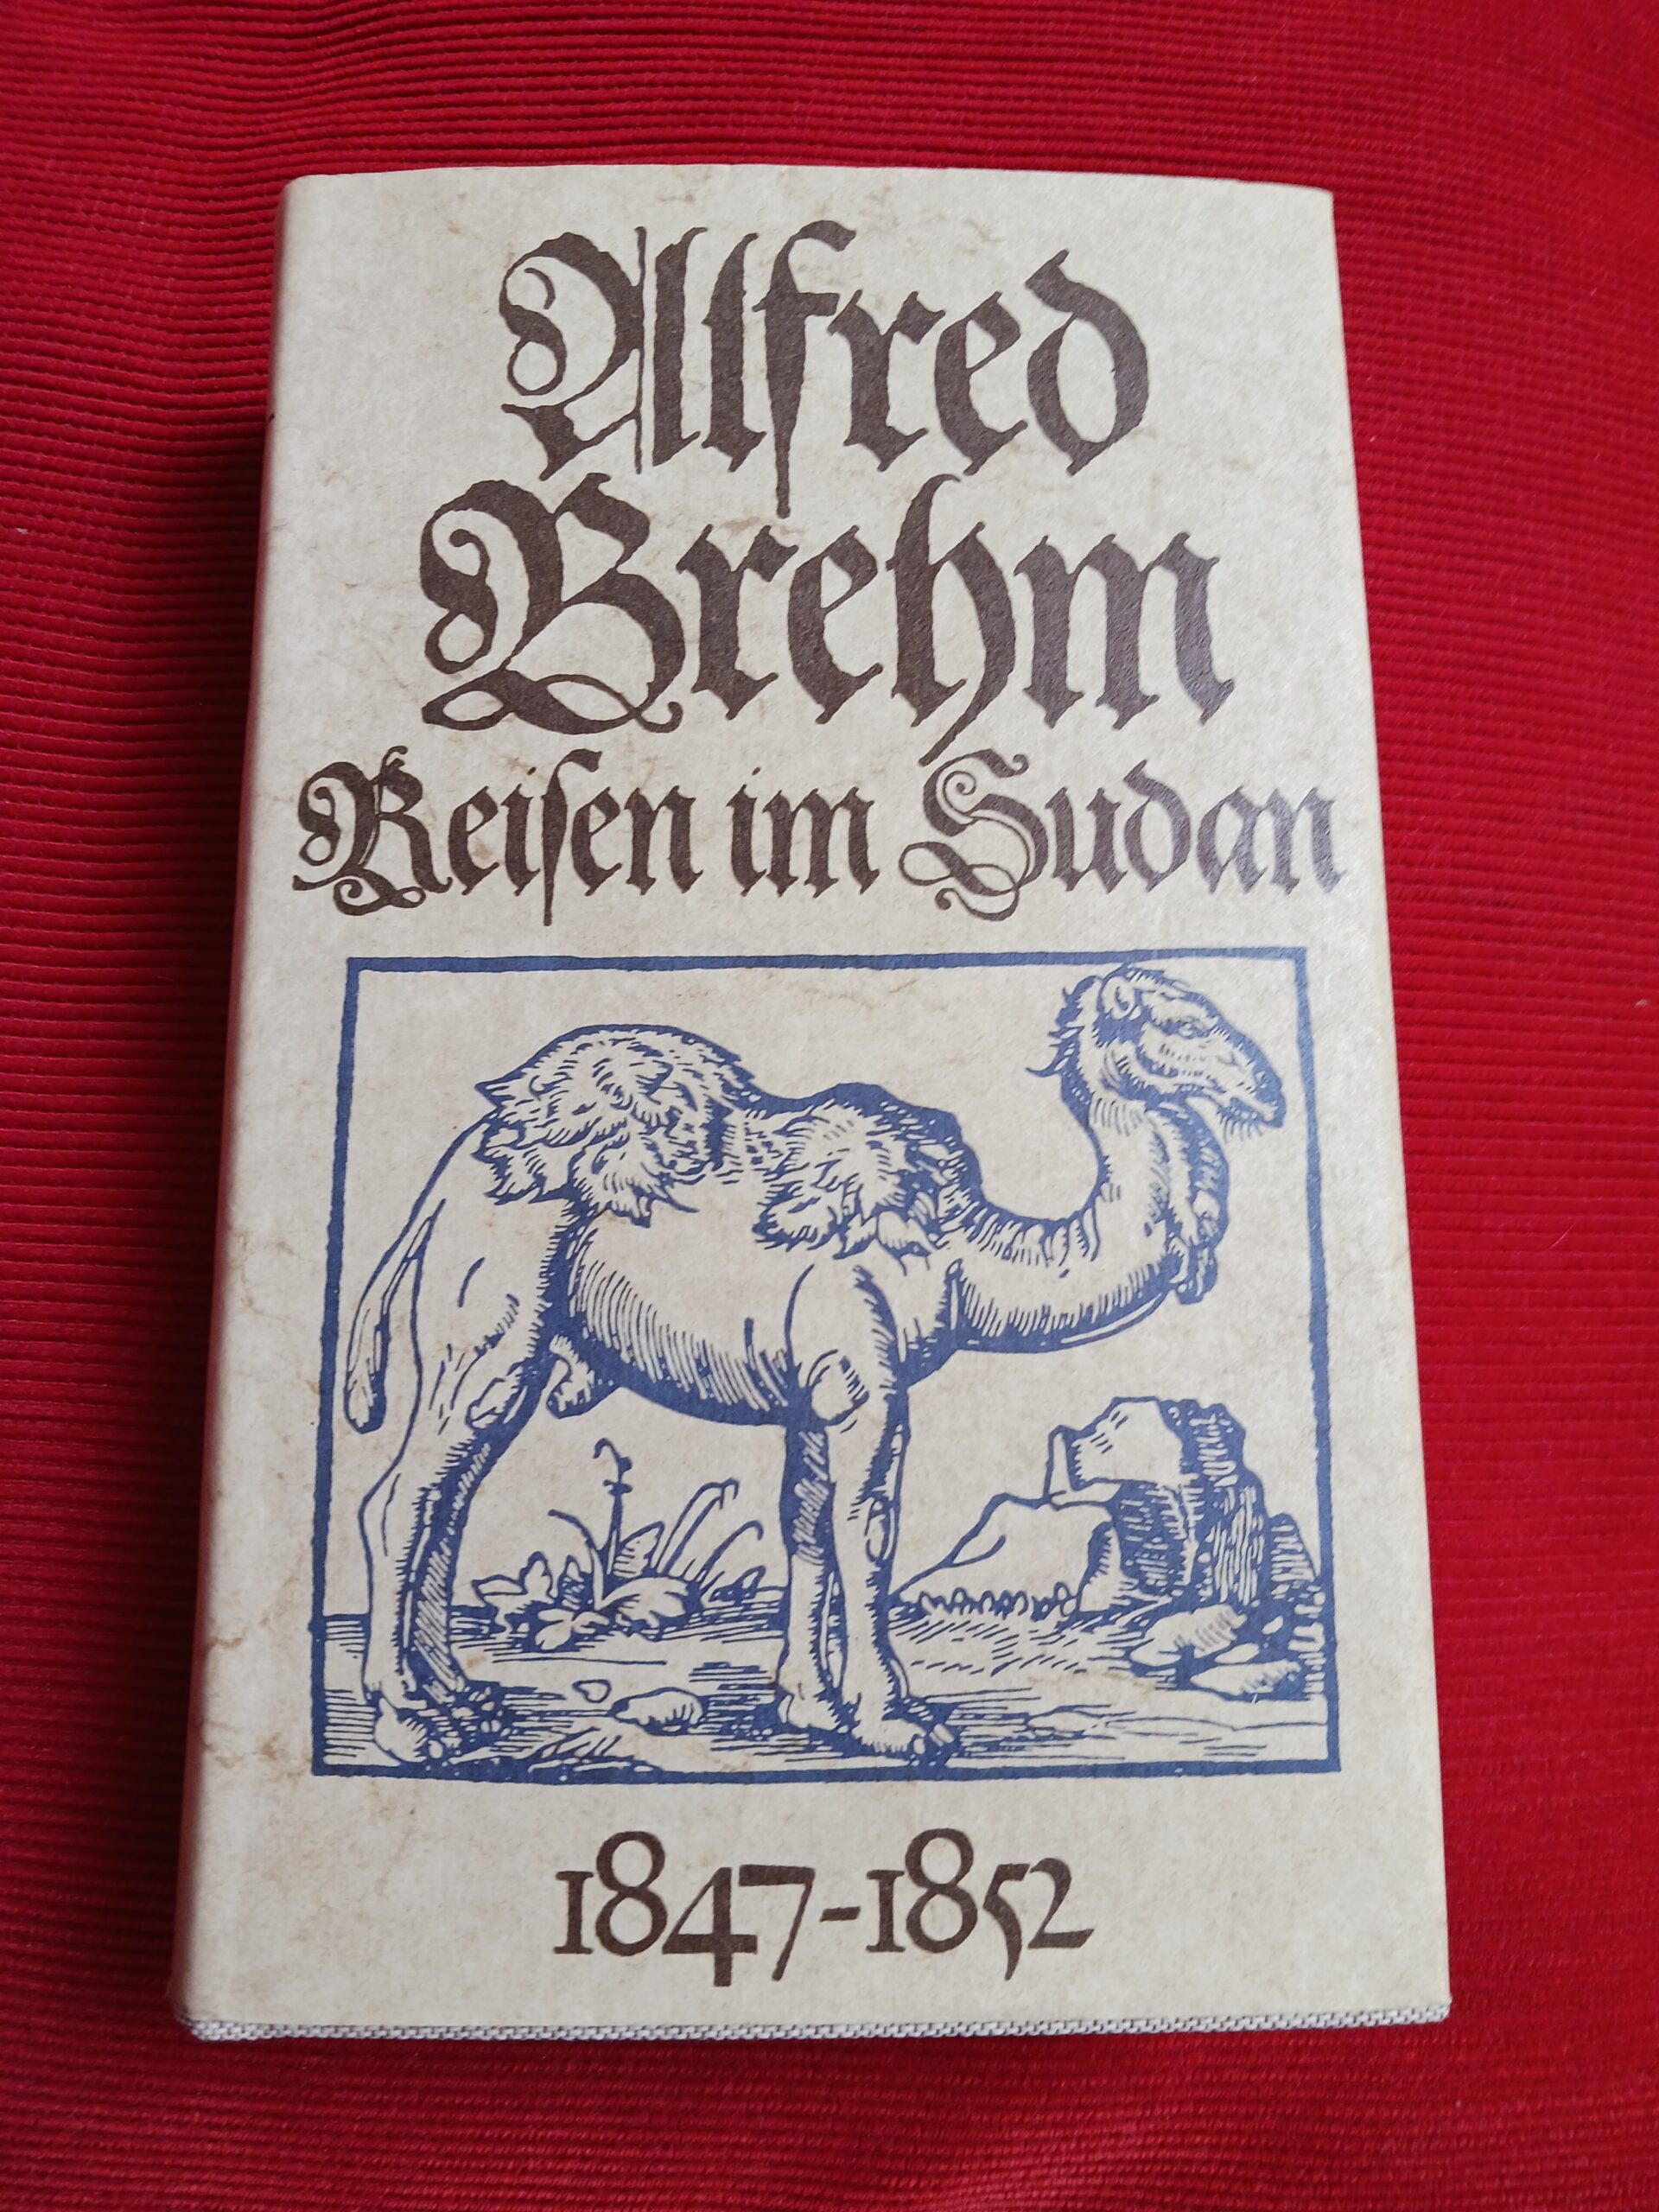 Alfred
Brehm
Reiſen im Sudan
1847-1852